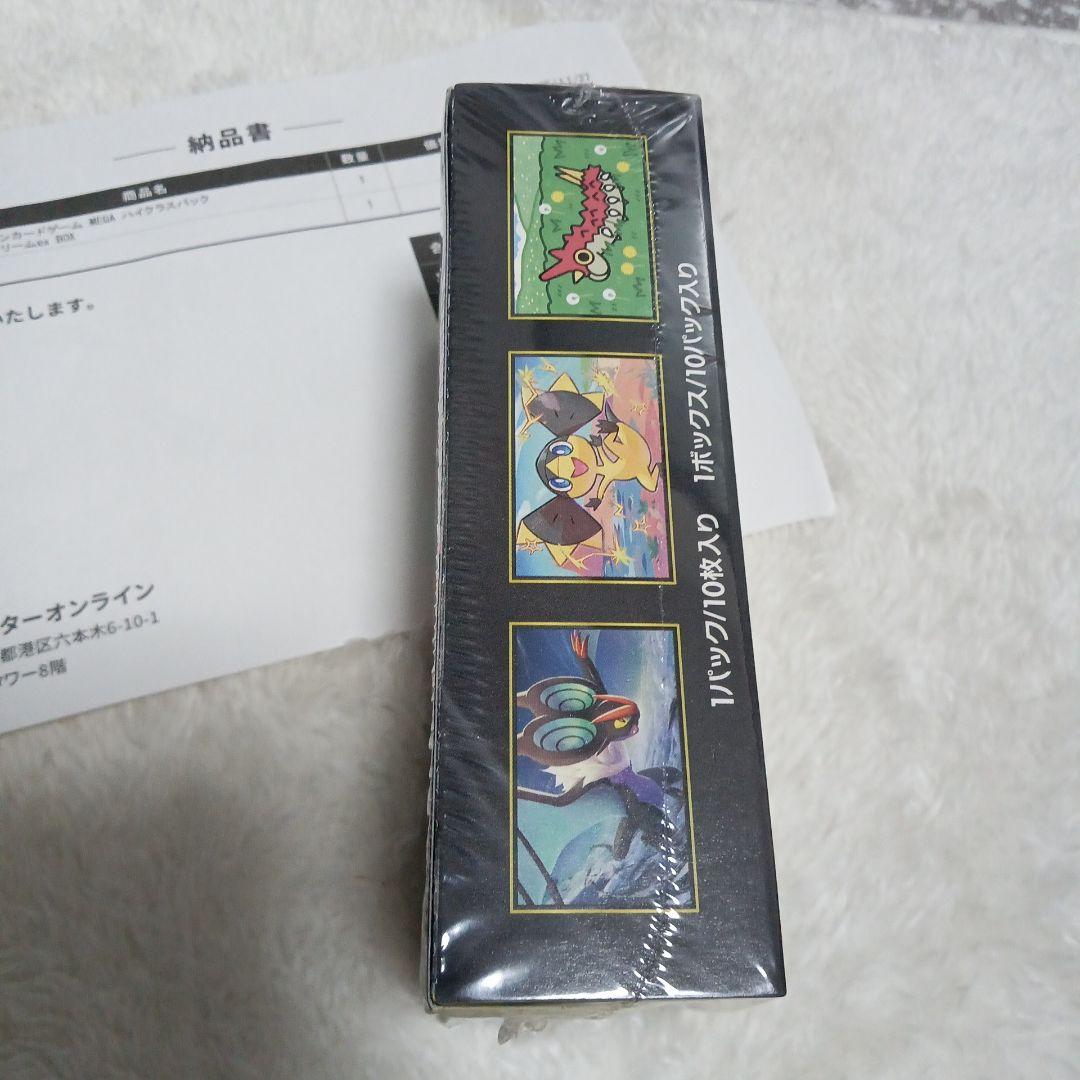 納品書
商品名
数量
ンカードゲーム MEGA ハイクラスパック
1
リームex BOX
1
いたします。
ターオンライン
都港区六本木6-10-1
ワー8階
1パック/10枚入り 1ボックス/10パック入り